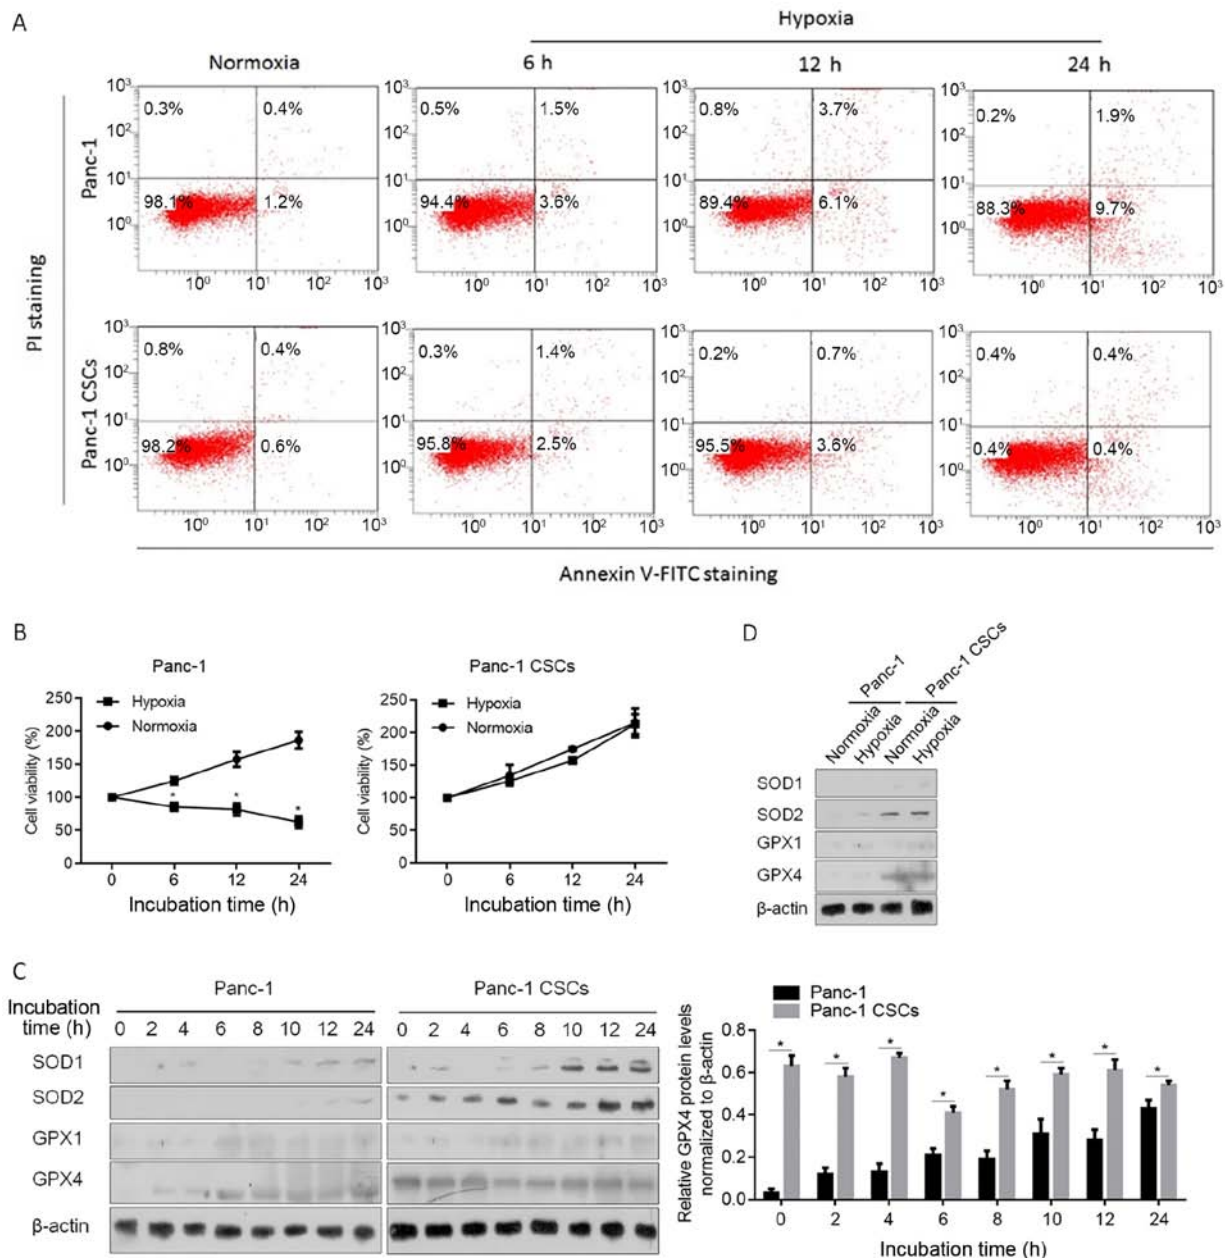 A
Hypoxia
Normoxia 6 h 12 h 24 h
PI staining
Panc-1
10³ 10² 10¹ 10⁰
0.3% 0.4%
98.1% 1.2%
10⁰ 10¹ 10² 10³
10³ 10² 10¹ 10⁰
0.5% 1.5%
94.4% 3.6%
10⁰ 10¹ 10² 10³
10³ 10² 10¹ 10⁰
0.8% 3.7%
89.4% 6.1%
10⁰ 10¹ 10² 10³
10³ 10² 10¹ 10⁰
0.2% 1.9%
88.3% 9.7%
10⁰ 10¹ 10² 10³
Panc-1 CSCs
10³ 10² 10¹ 10⁰
0.8% 0.4%
98.2% 0.6%
10⁰ 10¹ 10² 10³
10³ 10² 10¹ 10⁰
0.3% 1.4%
95.8% 2.5%
10⁰ 10¹ 10² 10³
10³ 10² 10¹ 10⁰
0.2% 0.7%
95.5% 3.6%
10⁰ 10¹ 10² 10³
10³ 10² 10¹ 10⁰
0.4% 0.4%
0.4% 0.4%
10⁰ 10¹ 10² 10³
Annexin V-FITC staining
B
Panc-1
Hypoxia
Normoxia
Cell viability (%)
250
200
150
100
50
0
* * *
0 6 12 24
Incubation time (h)
Panc-1 CSCs
Hypoxia
Normoxia
Cell viability (%)
250
200
150
100
50
0
0 6 12 24
Incubation time (h)
D
Panc-1 Panc-1 CSCs
Normoxia Hypoxia Normoxia Hypoxia
SOD1
SOD2
GPX1
GPX4
β-actin
C
Panc-1 Panc-1 CSCs
Incubation
time (h) 0 2 4 6 8 10 12 24 0 2 4 6 8 10 12 24
SOD1
SOD2
GPX1
GPX4
β-actin
Panc-1
Panc-1 CSCs
Relative GPX4 protein levels
normalized to β-actin
0.8
0.6
0.4
0.2
0.0
* * * * * * * *
0 2 4 6 8 10 12 24
Incubation time (h)